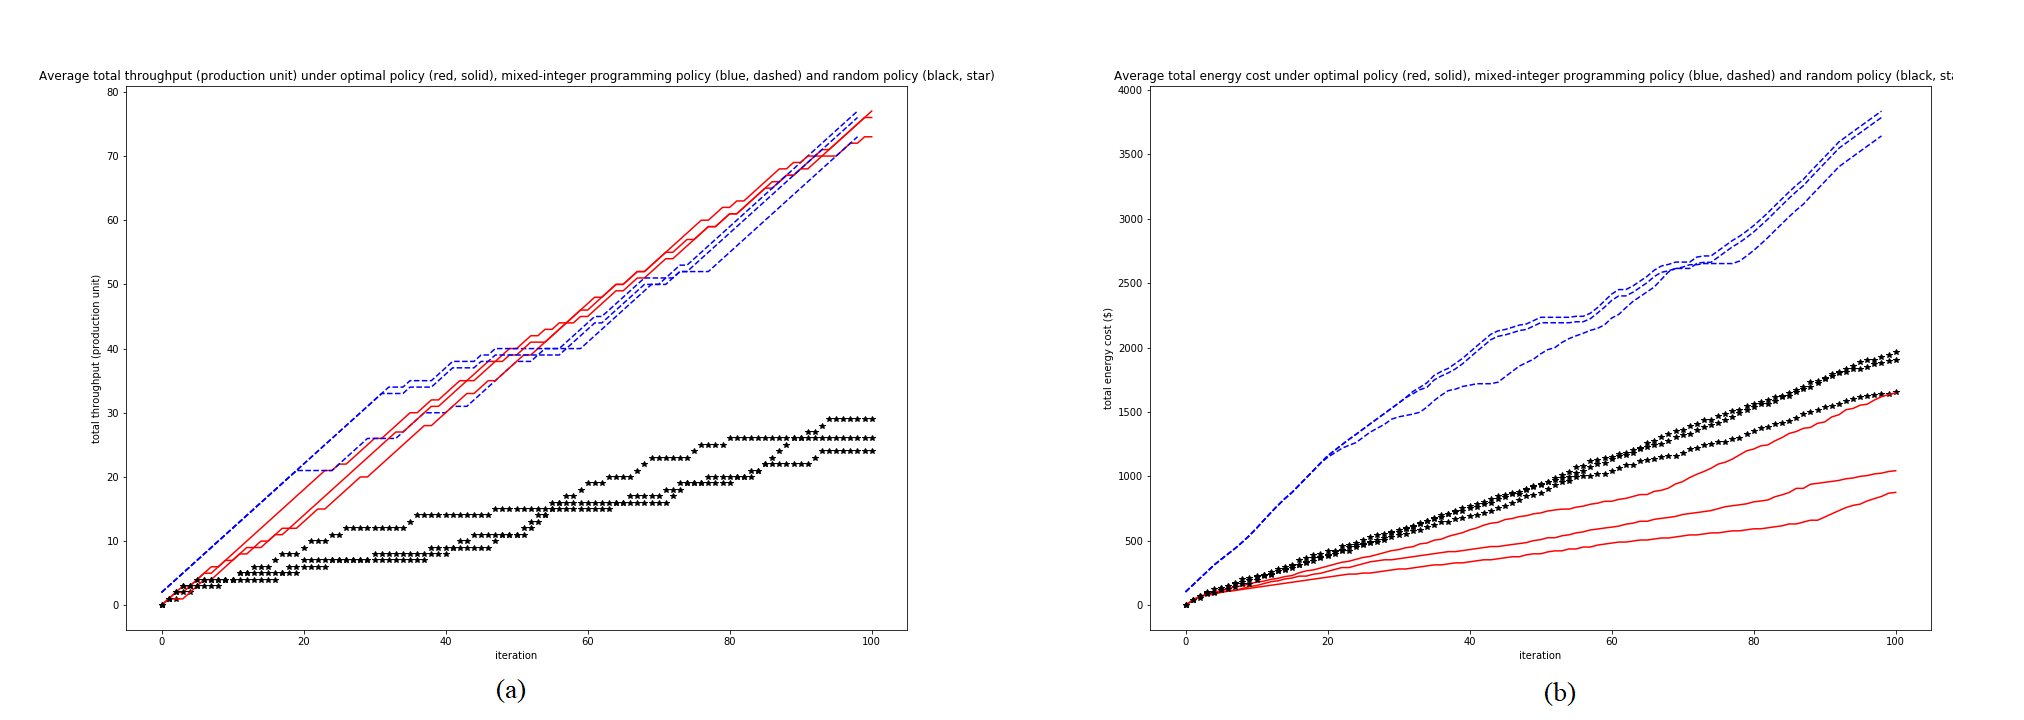 Average total throughput (production unit) under optimal policy (red, solid), mixed-integer programming policy (blue, dashed) and random policy (black, star)
80
70
60
50
40
30
20
10
0
total throughput (production unit)
0 20 40 60 80 100
iteration
(a)
Average total energy cost under optimal policy (red, solid), mixed-integer programming policy (blue, dashed) and random policy (black,
4000
3500
3000
2500
2000
1500
1000
500
0
total energy cost ($)
0 20 40 60 80 100
iteration
(b)